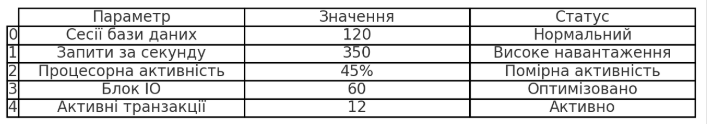 Параметр Значення Статус
0 Сесії бази даних 120 Нормальний
1 Запити за секунду 350 Високе навантаження
2 Процесорна активність 45% Помірна активність
3 Блок IO 60 Оптимізовано
4 Активні транзакції 12 Активно